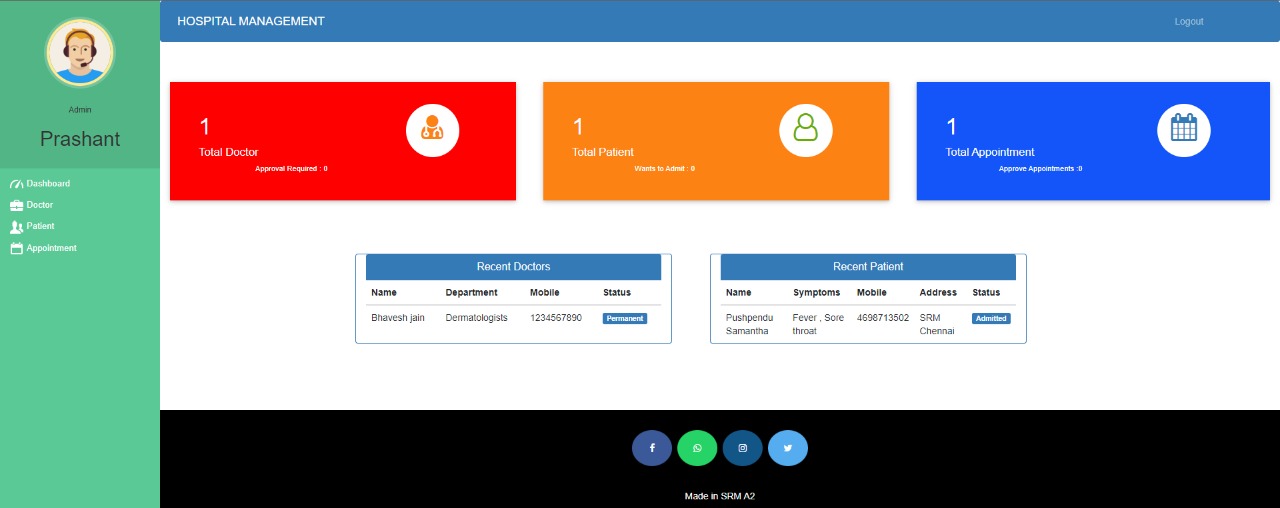 HOSPITAL MANAGEMENT
Logout
Admin
Prashant
Dashboard
Doctor
Patient
Appointment
1
Total Doctor
Approval Required : 0
1
Total Patient
Wants to Admit : 0
1
Total Appointment
Approve Appointments :0
Recent Doctors
Name Department Mobile Status
Bhavesh jain Dermatologists 1234567890 Permanent
Recent Patient
Name Symptoms Mobile Address Status
Pushpendu Fever , Sore 4698713502 SRM Admitted
Samantha throat Chennai
Made in SRM A2